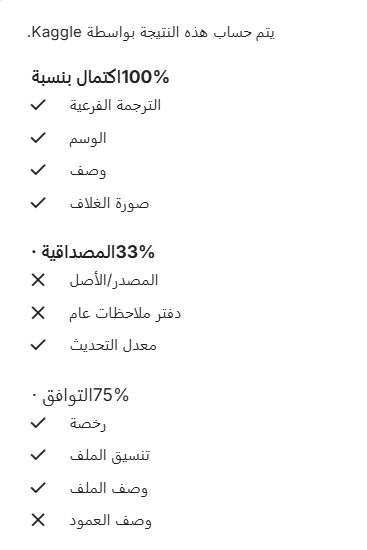 يتم حساب هذه النتيجة بواسطة Kaggle.
اكتمال بنسبة 100%
الترجمة الفرعية
الوسم
وصف
صورة الغلاف
المصداقية · 33%
المصدر/الأصل
دفتر ملاحظات عام
معدل التحديث
التوافق · 75%
رخصة
تنسيق الملف
وصف الملف
وصف العمود